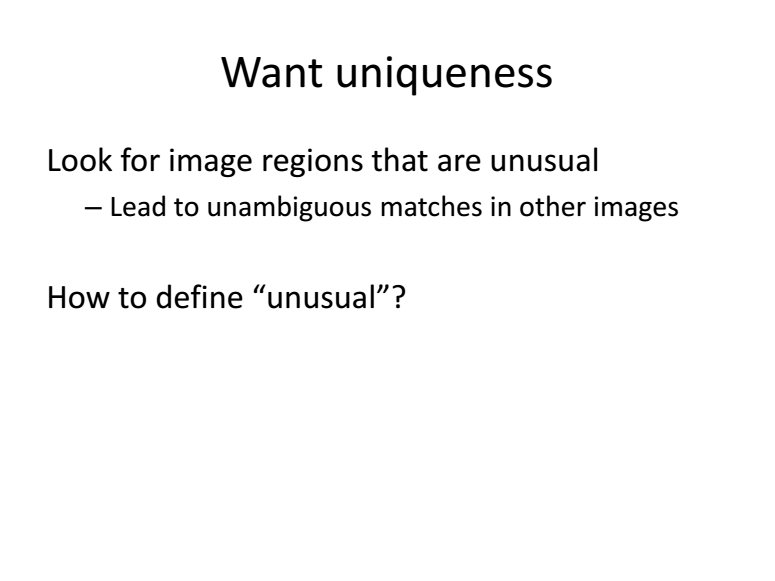 Want uniqueness
Look for image regions that are unusual
– Lead to unambiguous matches in other images
How to define “unusual”?